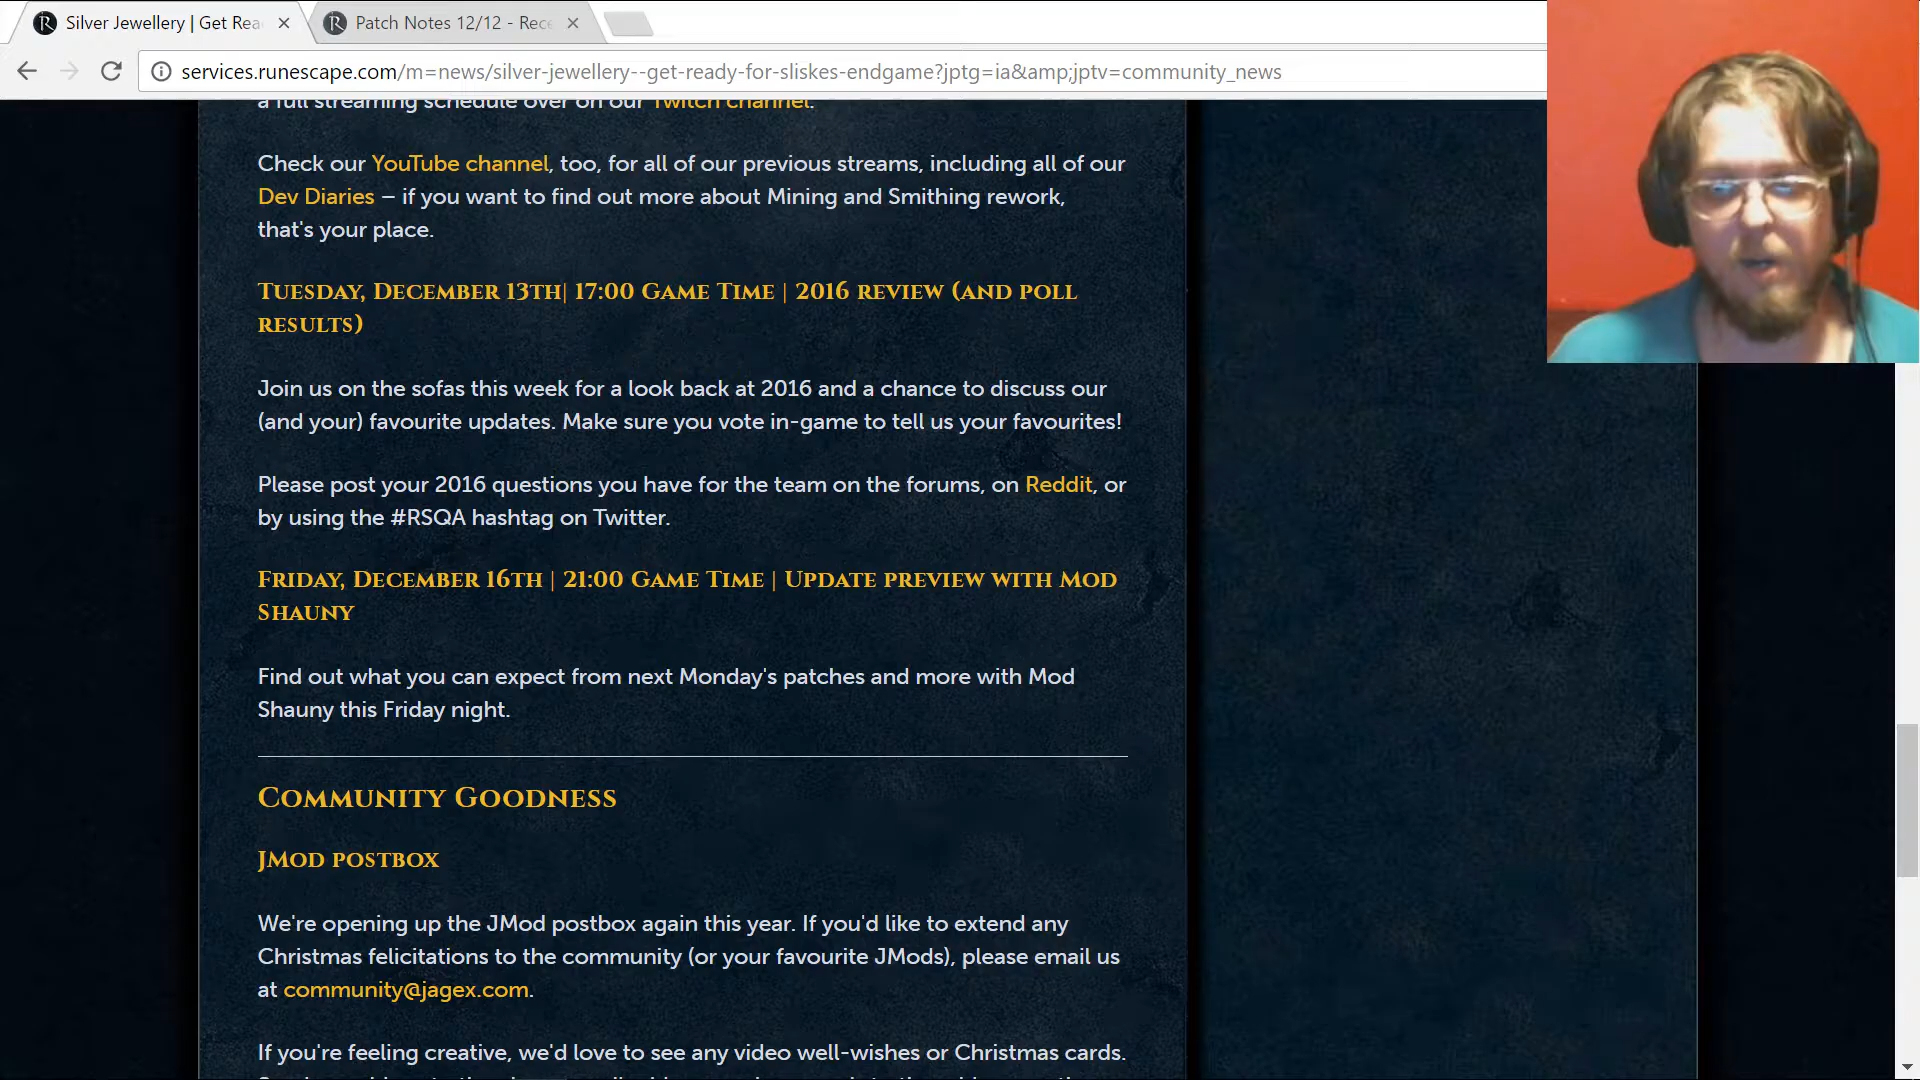 Silver Jewellery | Get Rea
Patch Notes 12/12 - Rece
services.runescape.com/m=news/silver-jewellery--get-ready-for-sliskes-endgame?jptg=ia&amp;jptv=community_news
a full streaming schedule over on our Twitch channel.
Check our YouTube channel, too, for all of our previous streams, including all of our
Dev Diaries – if you want to find out more about Mining and Smithing rework,
that's your place.
Tuesday, December 13th| 17:00 Game Time | 2016 review (and poll
results)
Join us on the sofas this week for a look back at 2016 and a chance to discuss our
(and your) favourite updates. Make sure you vote in-game to tell us your favourites!
Please post your 2016 questions you have for the team on the forums, on Reddit, or
by using the #RSQA hashtag on Twitter.
Friday, December 16th | 21:00 Game Time | Update preview with Mod
Shauny
Find out what you can expect from next Monday's patches and more with Mod
Shauny this Friday night.
Community Goodness
JMod postbox
We're opening up the JMod postbox again this year. If you'd like to extend any
Christmas felicitations to the community (or your favourite JMods), please email us
at community@jagex.com.
If you're feeling creative, we'd love to see any video well-wishes or Christmas cards.